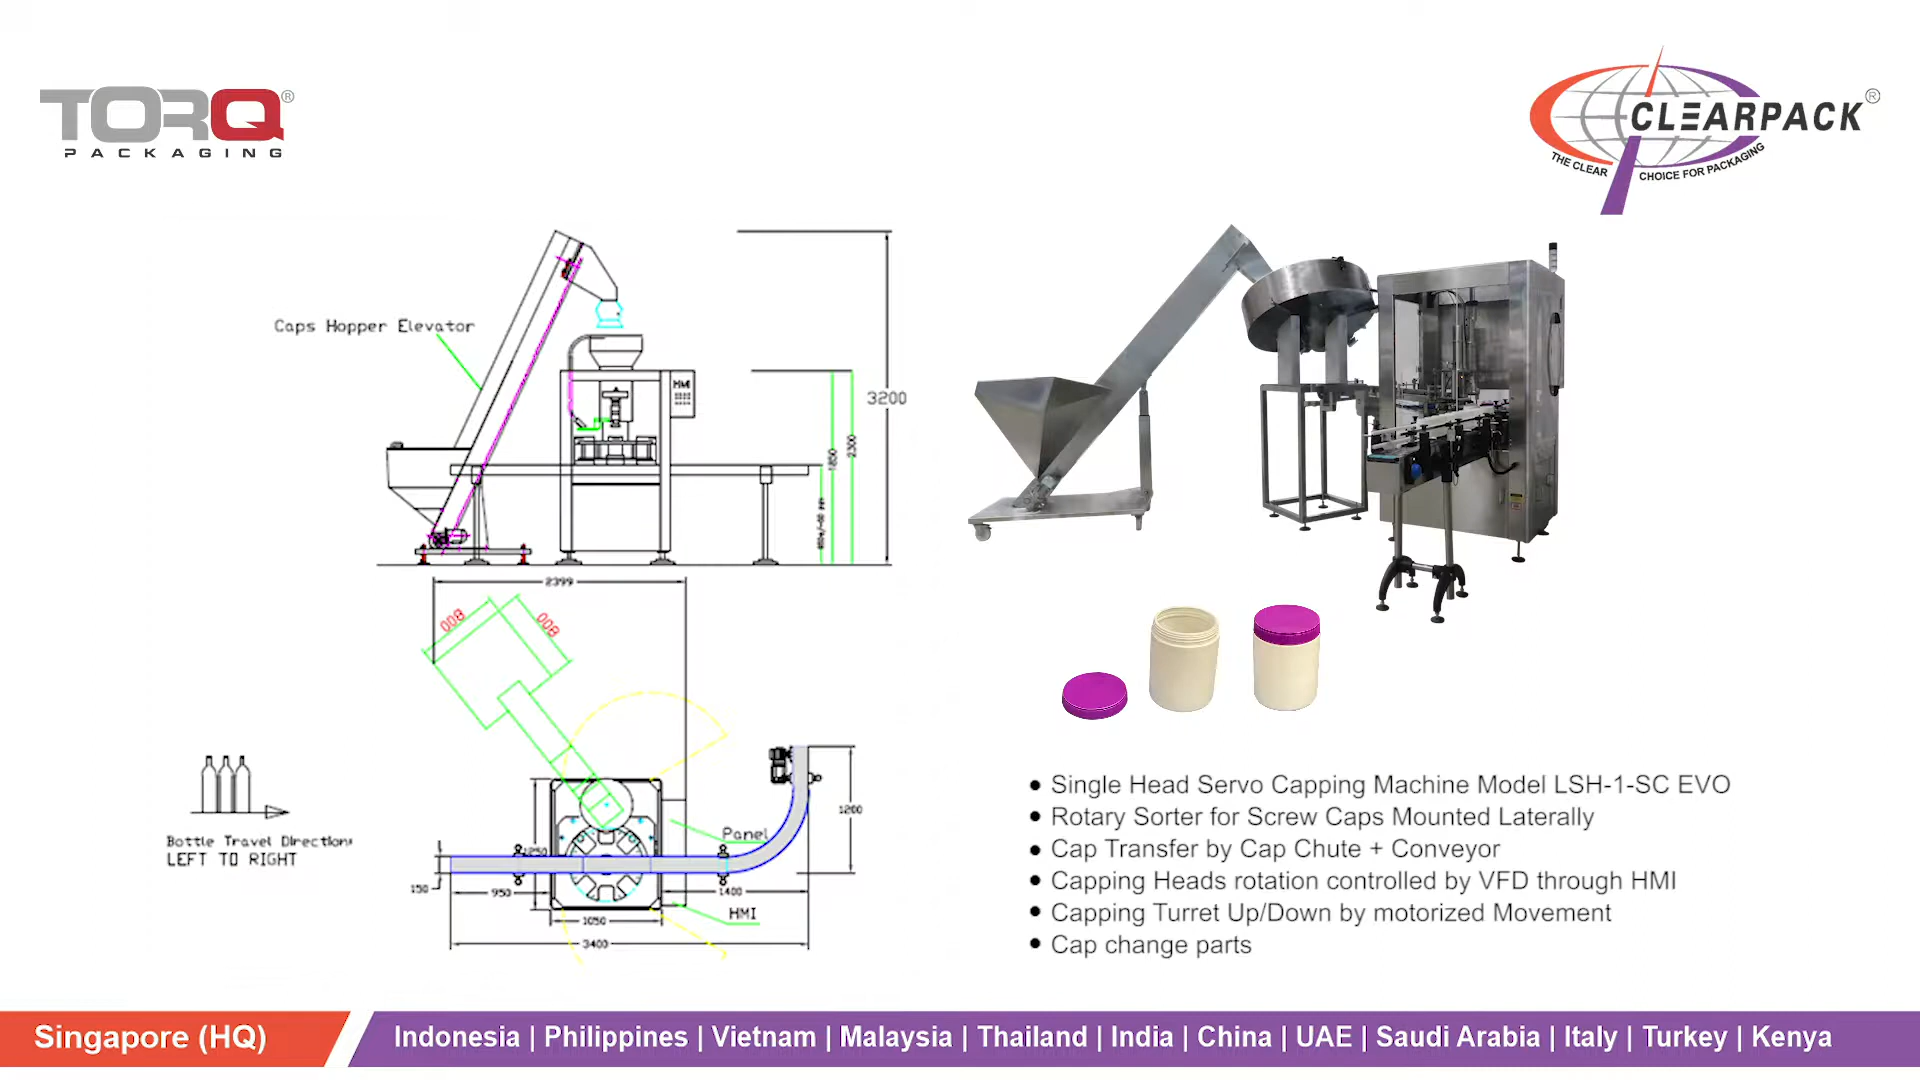 TORQ®
PACKAGING
CLEARPACK®
THE CLEAR CHOICE FOR PACKAGING
Caps Hopper Elevator
HMI
3200
2300
1850
2399
800
800
Bottle Travel Direction:
LEFT TO RIGHT
Panel
1200
1250
150
950
1400
HMI
1050
3400
• Single Head Servo Capping Machine Model LSH-1-SC EVO
• Rotary Sorter for Screw Caps Mounted Laterally
• Cap Transfer by Cap Chute + Conveyor
• Capping Heads rotation controlled by VFD through HMI
• Capping Turret Up/Down by motorized Movement
• Cap change parts
Singapore (HQ)
Indonesia | Philippines | Vietnam | Malaysia | Thailand | India | China | UAE | Saudi Arabia | Italy | Turkey | Kenya